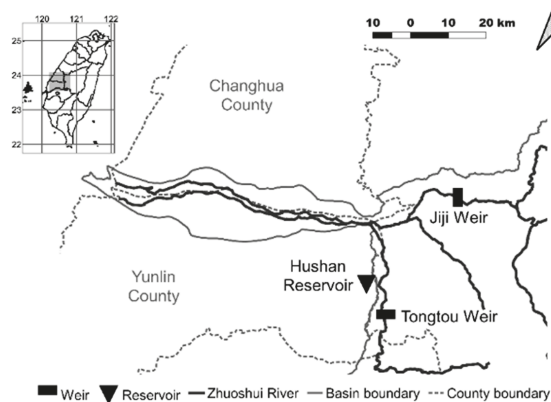 120 121 122
25
24
23
22
10 0 10 20 km
Changhua
County
Jiji Weir
Hushan
Reservoir
Yunlin
County
Tongtou Weir
Weir Reservoir Zhuoshui River Basin boundary County boundary